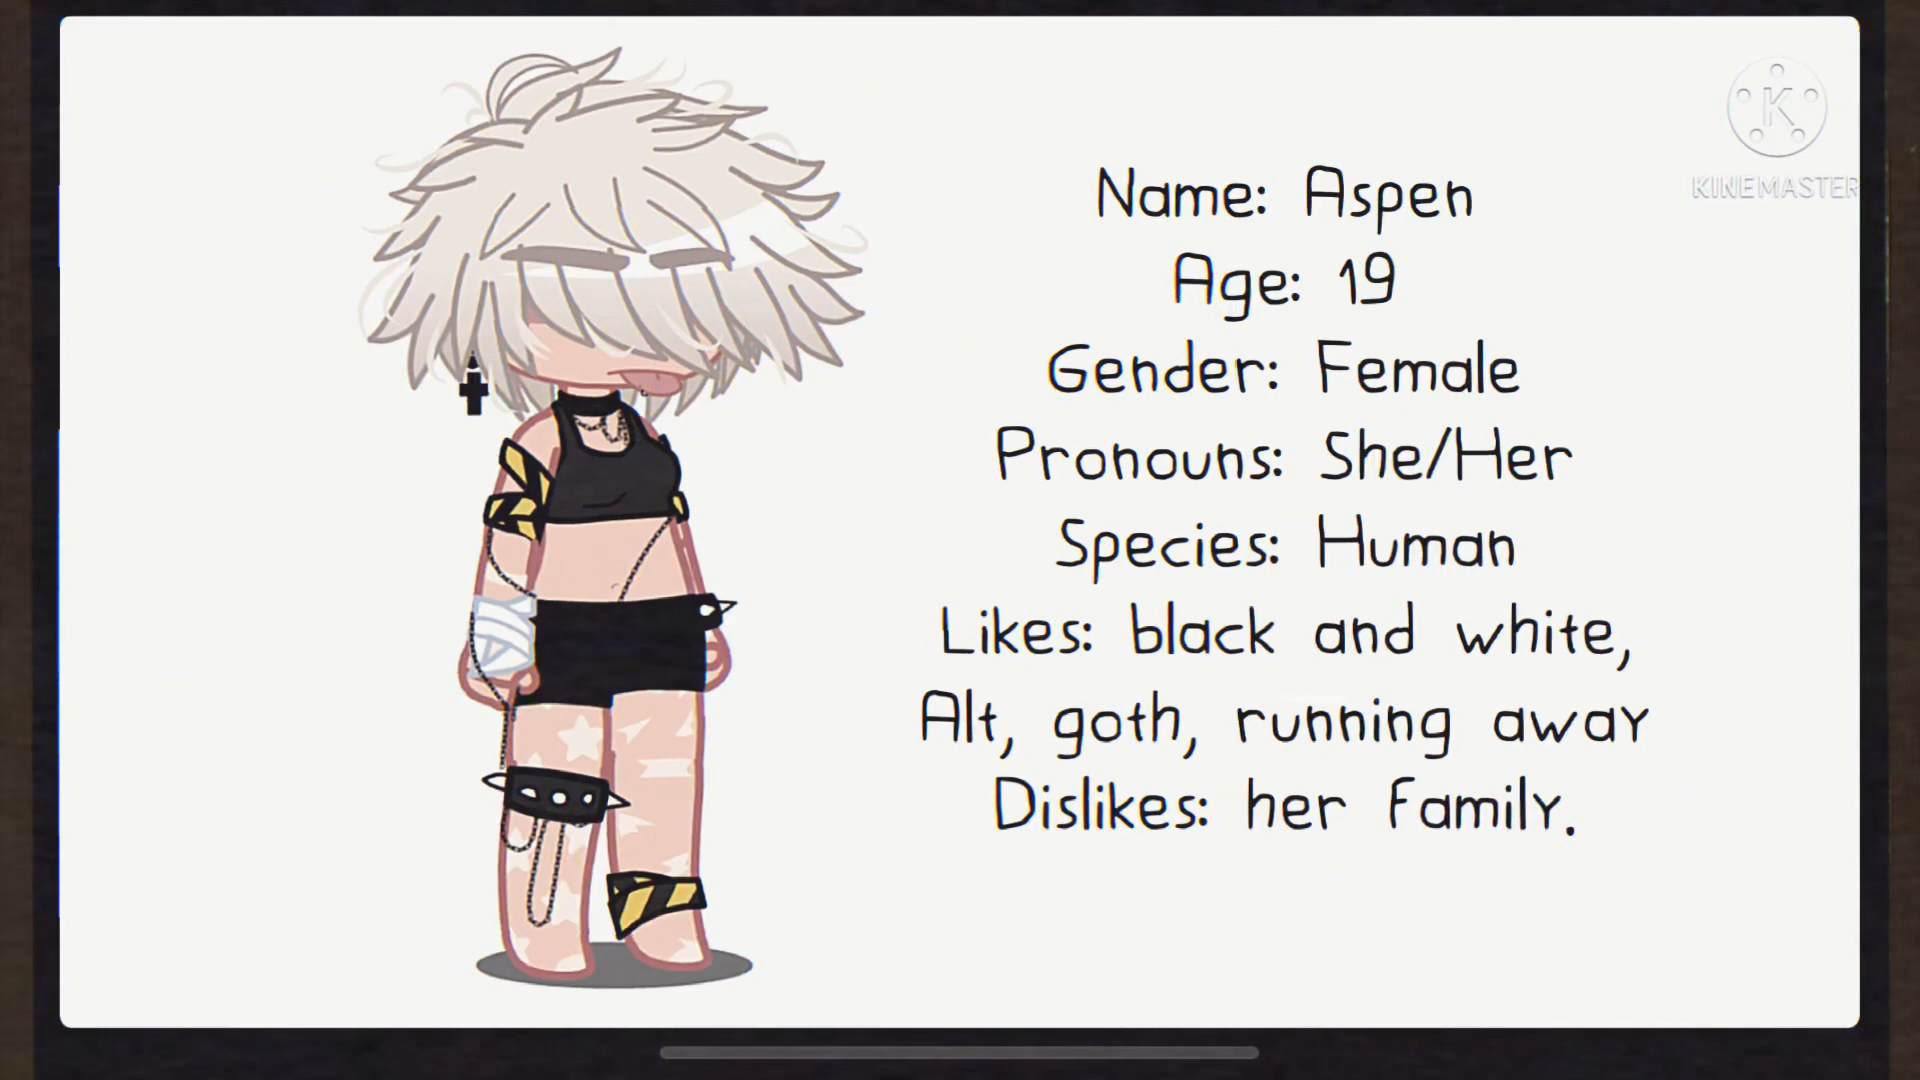 Name: Aspen
Age: 19
Gender: Female
Pronouns: She/Her
Species: Human
Likes: black and white,
Alt, goth, running away
Dislikes: her family.
K
KINEMASTER